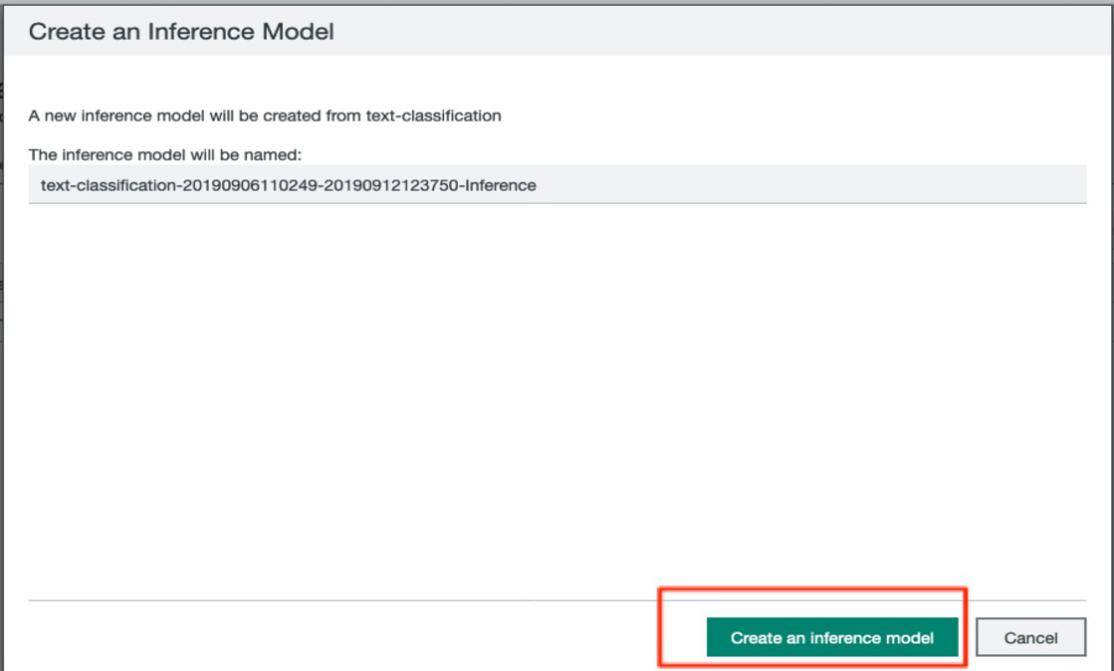 Create an Inference Model
A new inference model will be created from text-classification
The inference model will be named:
text-classification-20190906110249-20190912123750-Inference
Create an inference model
Cancel